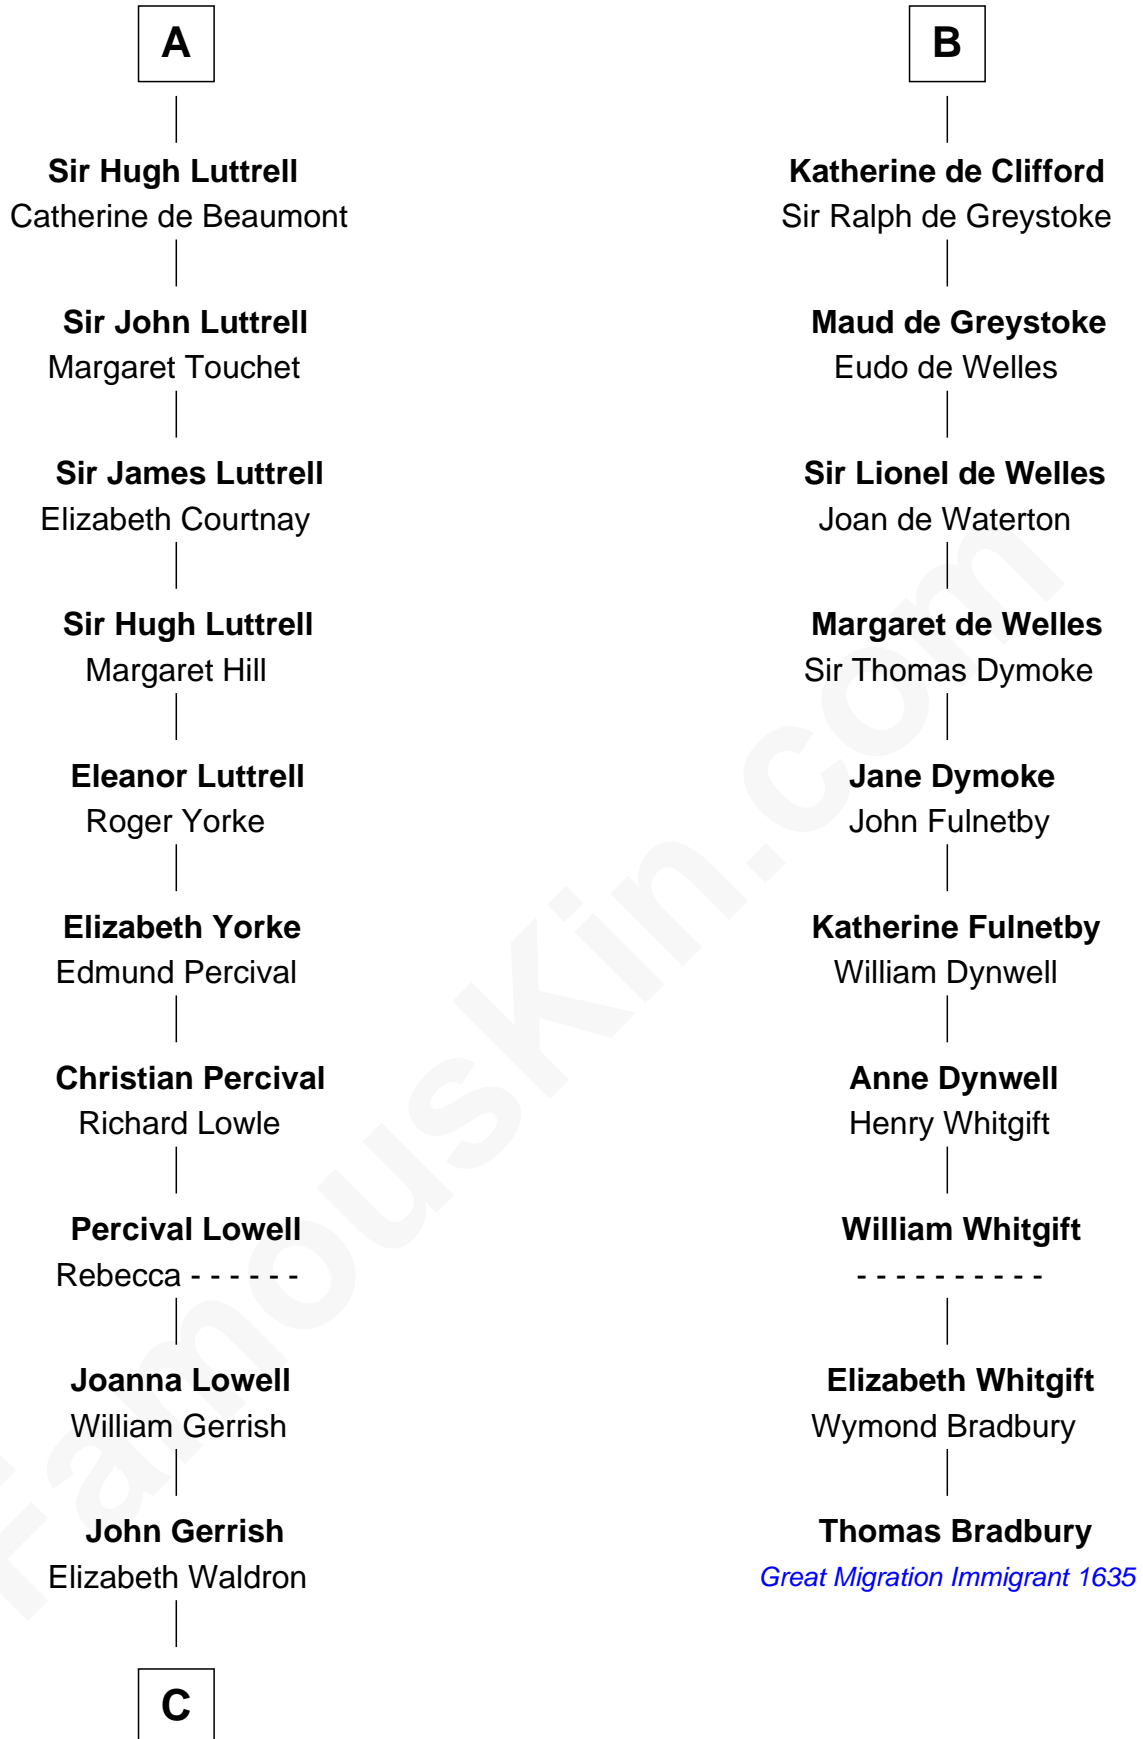 A
Sir Hugh Luttrell
Catherine de Beaumont
Sir John Luttrell
Margaret Touchet
Sir James Luttrell
Elizabeth Courtnay
Sir Hugh Luttrell
Margaret Hill
Eleanor Luttrell
Roger Yorke
Elizabeth Yorke
Edmund Percival
Christian Percival
Richard Lowle
Percival Lowell
Rebecca - - - - - -
Joanna Lowell
William Gerrish
John Gerrish
Elizabeth Waldron
C
B
Katherine de Clifford
Sir Ralph de Greystoke
Maud de Greystoke
Eudo de Welles
Sir Lionel de Welles
Joan de Waterton
Margaret de Welles
Sir Thomas Dymoke
Jane Dymoke
John Fulnetby
Katherine Fulnetby
William Dynwell
Anne Dynwell
Henry Whitgift
William Whitgift
- - - - - - - - - -
Elizabeth Whitgift
Wymond Bradbury
Thomas Bradbury
Great Migration Immigrant 1635
FamousKin.com